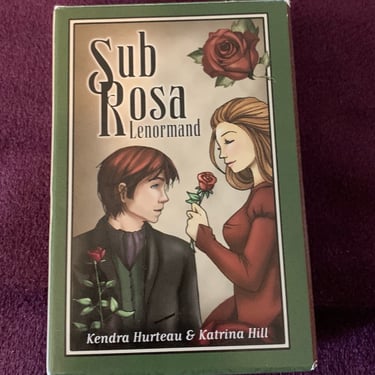 Sub
Rosa
Lenormand
Kendra Hurteau & Katrina Hill